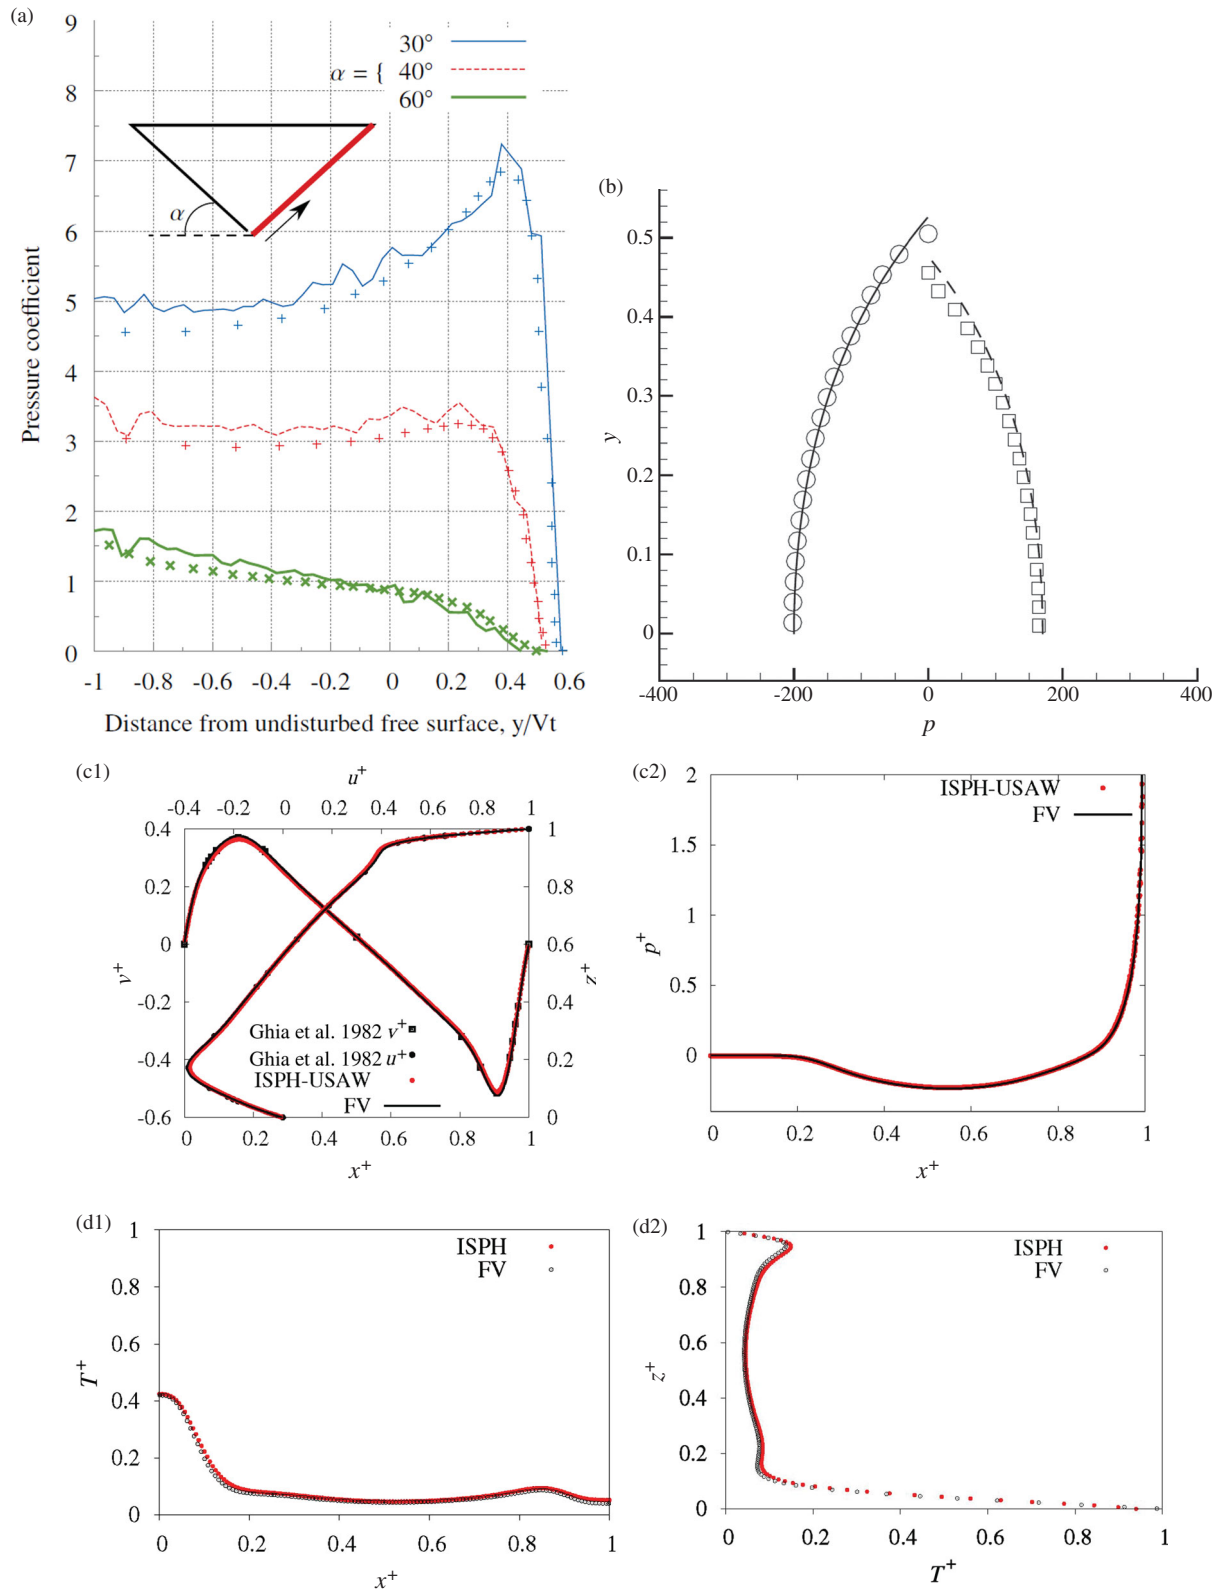 (a)
9
8
7
6
5
4
3
2
1
0
Pressure coefficient
30°
α = { 40°
60°
α
-1 -0.8 -0.6 -0.4 -0.2 0 0.2 0.4 0.6
Distance from undisturbed free surface, y/Vt
(b)
0.5
0.4
0.3
0.2
0.1
0
y
-400 -200 0 200 400
p
(c1)
u+
-0.4 -0.2 0 0.2 0.4 0.6 0.8 1
0.4
0.2
0
-0.2
-0.4
-0.6
v+
1
0.8
0.6
0.4
0.2
0
z+
Ghia et al. 1982 v+
Ghia et al. 1982 u+
ISPH-USAW
FV
0 0.2 0.4 0.6 0.8 1
x+
(c2)
2
1.5
1
0.5
0
p+
ISPH-USAW
FV
0 0.2 0.4 0.6 0.8 1
x+
(d1)
1
0.8
0.6
0.4
0.2
0
T+
ISPH
FV
0 0.2 0.4 0.6 0.8 1
x+
(d2)
1
0.8
0.6
0.4
0.2
0
z+
ISPH
FV
0 0.2 0.4 0.6 0.8 1
T+